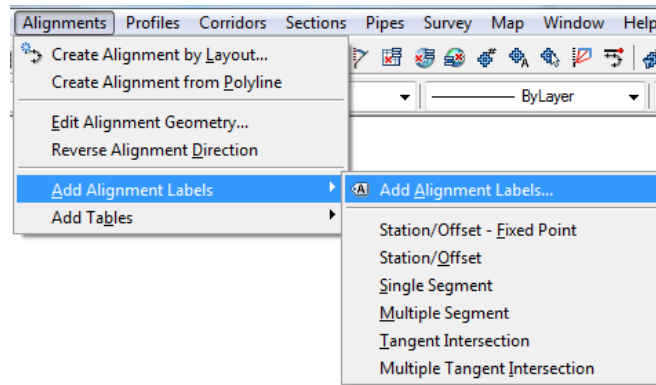 Alignments Profiles Corridors Sections Pipes Survey Map Window Help
Create Alignment by Layout...
Create Alignment from Polyline
ByLayer
Edit Alignment Geometry...
Reverse Alignment Direction
Add Alignment Labels
Add Tables
Add Alignment Labels...
Station/Offset - Fixed Point
Station/Offset
Single Segment
Multiple Segment
Tangent Intersection
Multiple Tangent Intersection